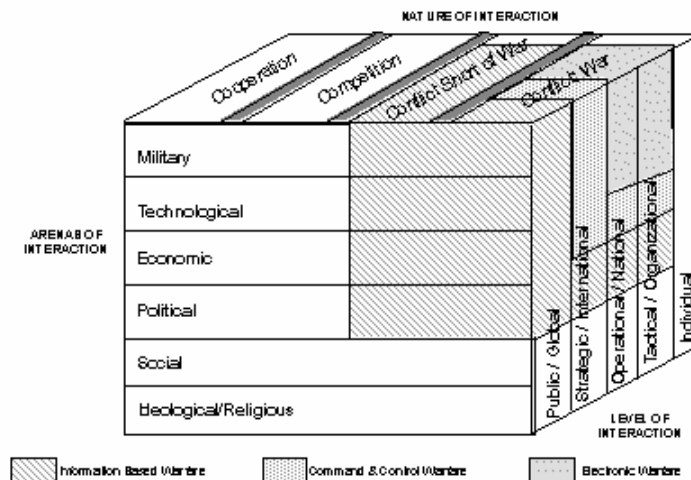 NATURE OF INTERACTION
Cooperation
Competition
Conflict Short of War
Conflict: War
ARENAS OF
INTERACTION
Military
Technological
Economic
Political
Social
Ideological/Religious
Public / Global
Strategic / International
Operational / National
Tactical / Organizational
Individual
LEVEL OF
INTERACTION
Information Based Warfare
Command & Control Warfare
Electronic Warfare